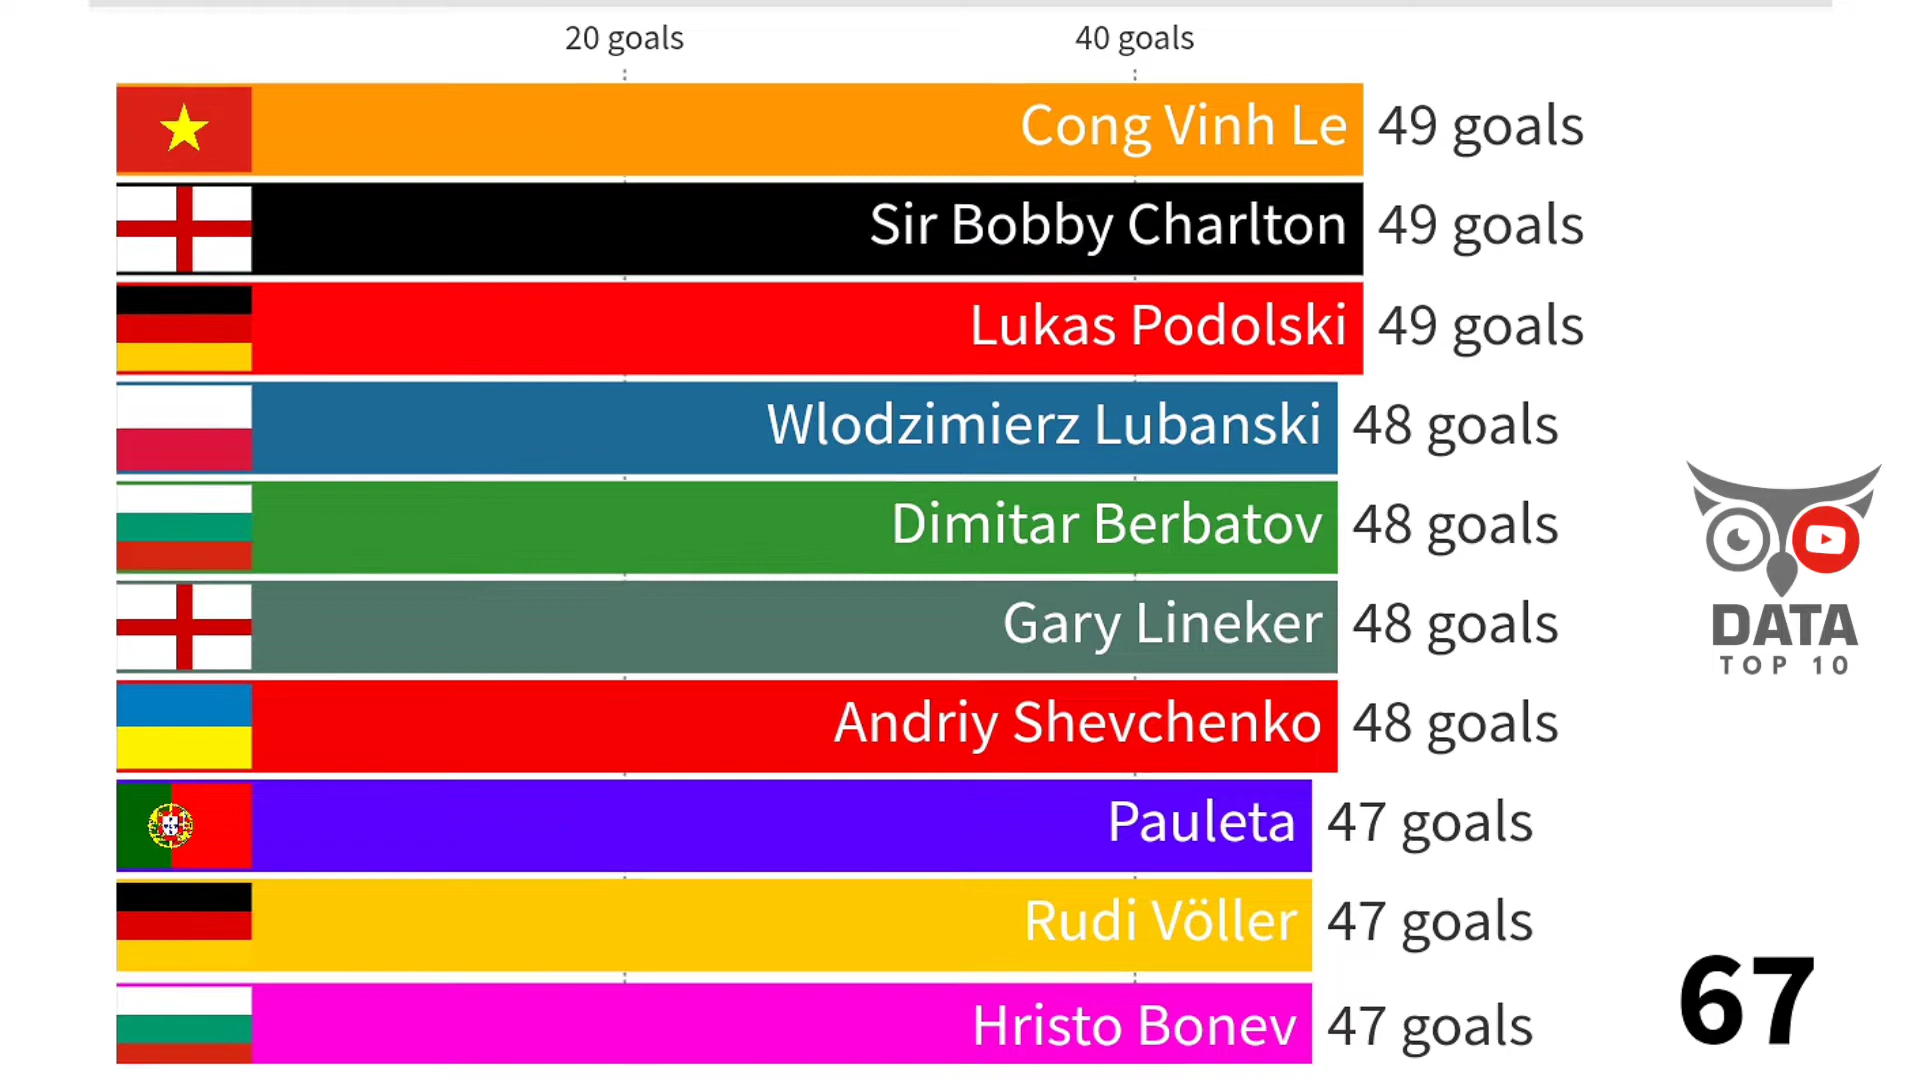 20 goals 40 goals
Cong Vinh Le 49 goals
Sir Bobby Charlton 49 goals
Lukas Podolski 49 goals
Wlodzimierz Lubanski 48 goals
Dimitar Berbatov 48 goals
Gary Lineker 48 goals
Andriy Shevchenko 48 goals
Pauleta 47 goals
Rudi Völler 47 goals
Hristo Bonev 47 goals
DATA
TOP 10
67